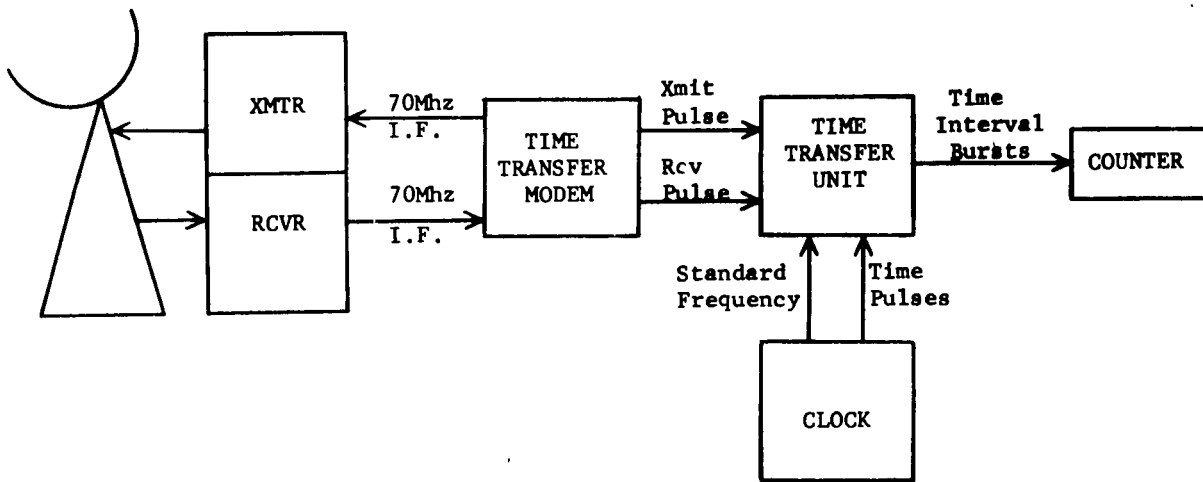 XMTR
RCVR
70Mhz
I.F.
70Mhz
I.F.
TIME
TRANSFER
MODEM
Xmit
Pulse
Rcv
Pulse
TIME
TRANSFER
UNIT
Time
Interval
Bursts
COUNTER
Standard
Frequency
Time
Pulses
CLOCK